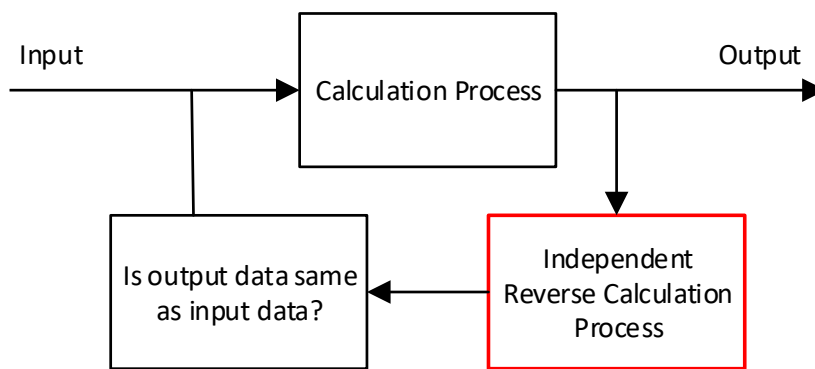 Input
Output
Calculation Process
Is output data same
as input data?
Independent
Reverse Calculation
Process